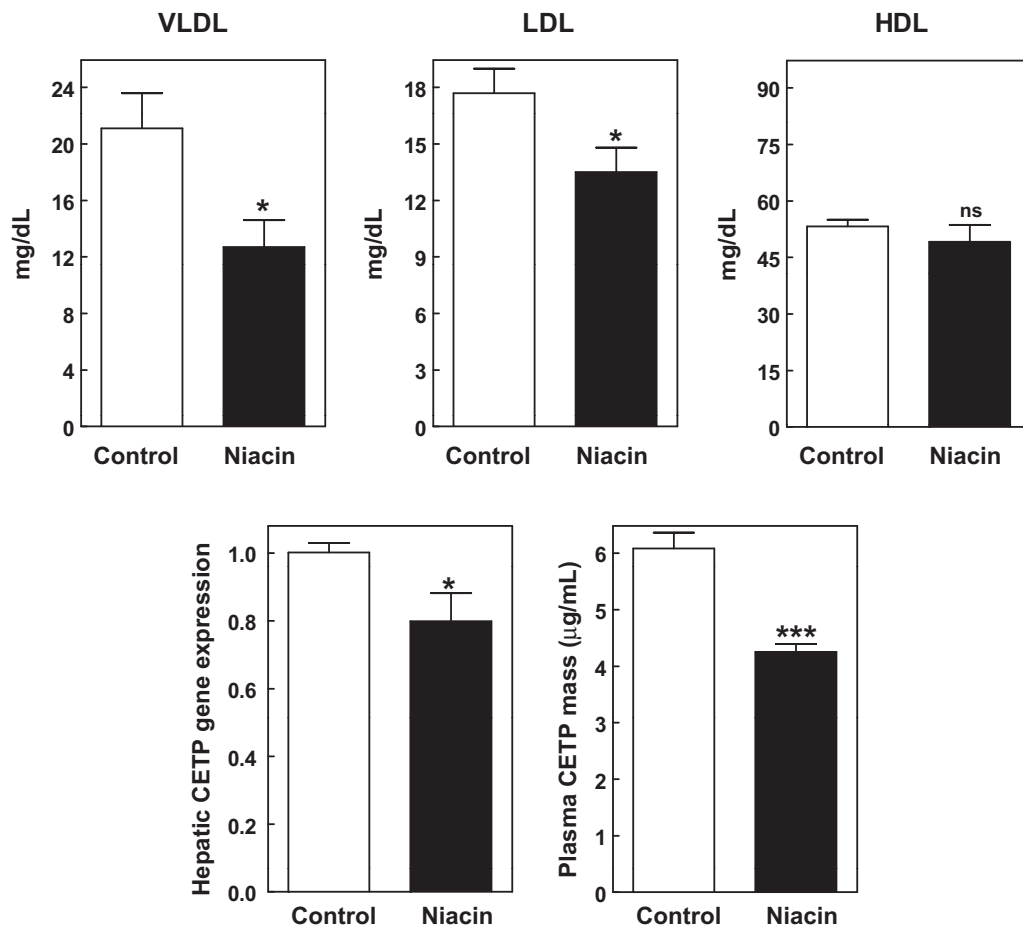 VLDL
LDL
HDL
mg/dL
24
20
16
12
8
4
0
*
Control
Niacin
mg/dL
18
15
12
9
6
3
0
*
Control
Niacin
mg/dL
90
75
60
45
30
15
0
ns
Control
Niacin
Hepatic CETP gene expression
1.0
0.8
0.6
0.4
0.2
0.0
*
Control
Niacin
Plasma CETP mass (µg/mL)
6
5
4
3
2
1
0
***
Control
Niacin